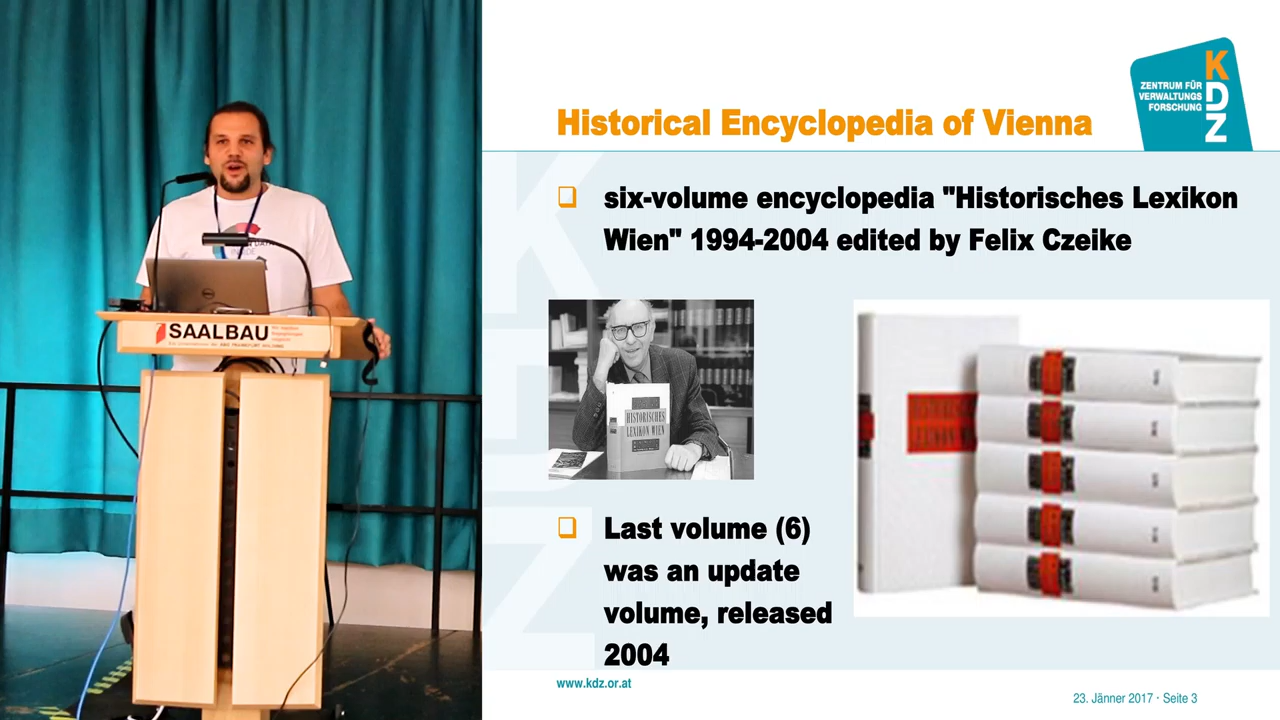 SAALBAU
DELL
Historical Encyclopedia of Vienna
ZENTRUM FÜR
VERWALTUNGS
FORSCHUNG
KDZ
❑ six-volume encyclopedia "Historisches Lexikon
Wien" 1994-2004 edited by Felix Czeike
HISTORISCHES
LEXIKON WIEN
❑ Last volume (6)
was an update
volume, released
2004
www.kdz.or.at
23. Jänner 2017 · Seite 3